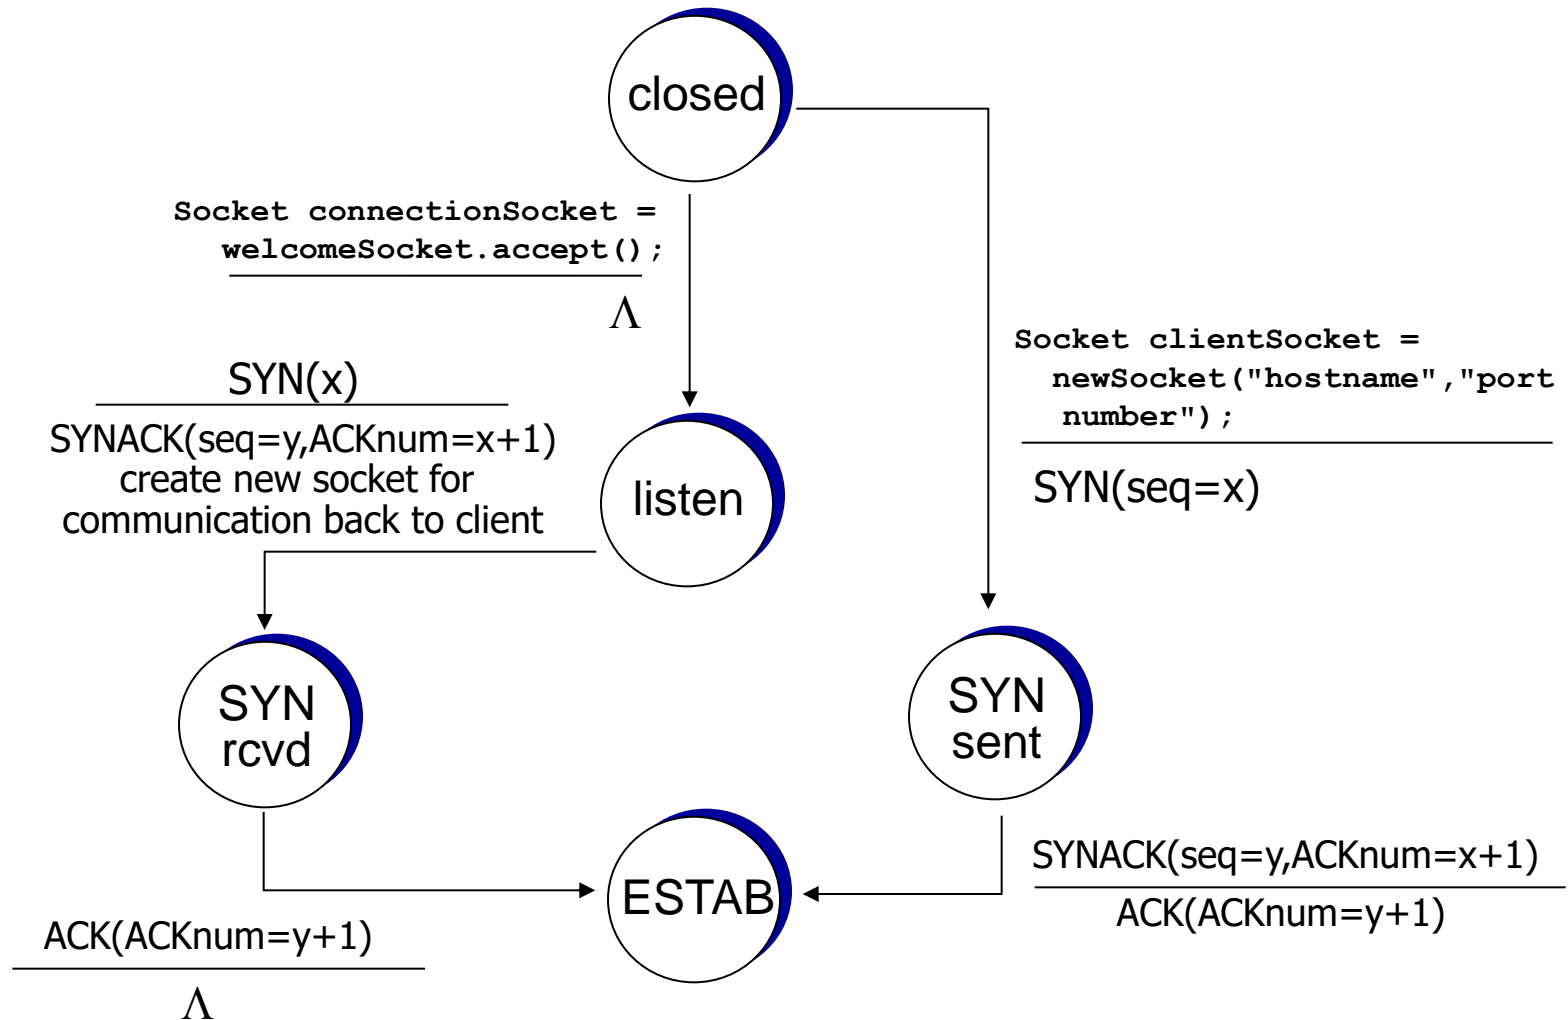 closed
Socket connectionSocket =
welcomeSocket.accept();
Λ
Socket clientSocket =
newSocket("hostname","port
number");
SYN(seq=x)
SYN(x)
SYNACK(seq=y,ACKnum=x+1)
create new socket for
communication back to client
listen
SYN
rcvd
SYN
sent
ESTAB
SYNACK(seq=y,ACKnum=x+1)
ACK(ACKnum=y+1)
ACK(ACKnum=y+1)
Λ